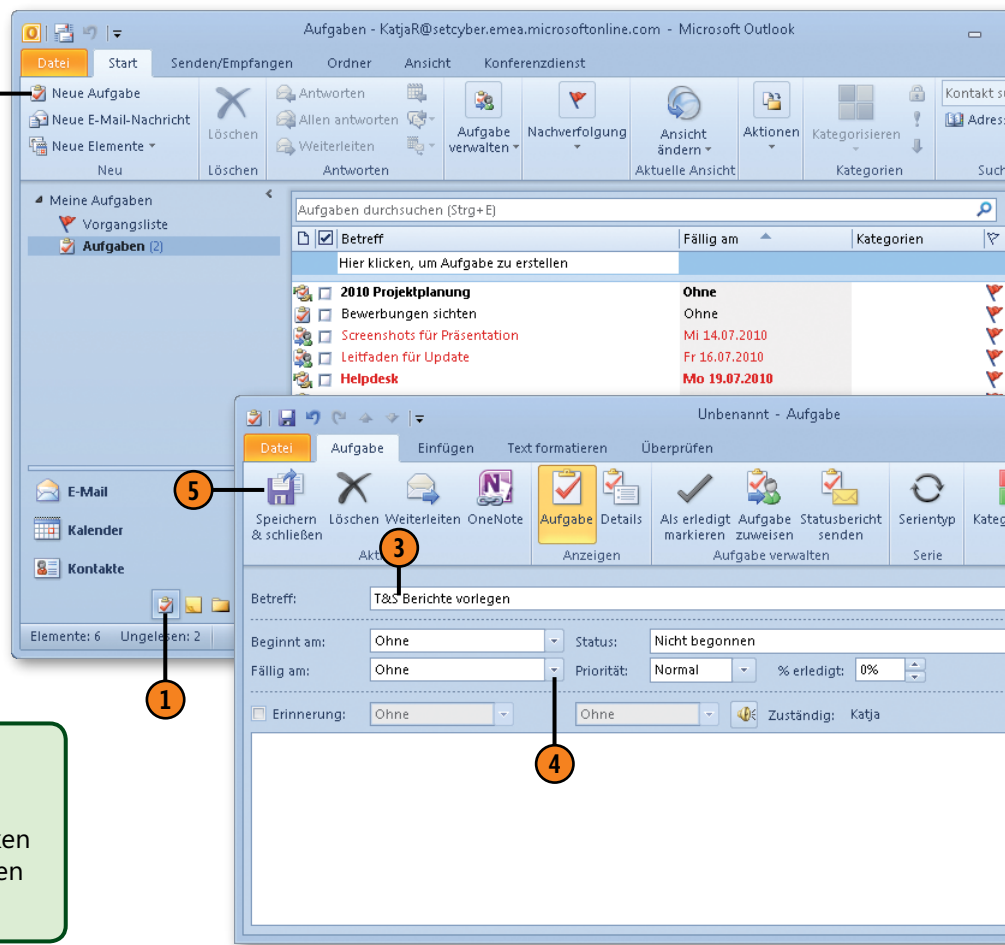 Aufgaben - KatjaR@setcyber.emea.microsoftonline.com - Microsoft Outlook
Datei Start Senden/Empfangen Ordner Ansicht Konferenzdienst
Neue Aufgabe
Neue E-Mail-Nachricht
Neue Elemente
Neu
Löschen
Löschen
Antworten
Allen antworten
Weiterleiten
Antworten
Aufgabe
verwalten
Nachverfolgung
Ansicht
ändern
Aktuelle Ansicht
Aktionen
Kategorisieren
Kategorien
Kontakt s
Adress
Such
Meine Aufgaben
Vorgangsliste
Aufgaben (2)
Aufgaben durchsuchen (Strg+E)
Betreff Fällig am Kategorien
Hier klicken, um Aufgabe zu erstellen
2010 Projektplanung Ohne
Bewerbungen sichten Ohne
Screenshots für Präsentation Mi 14.07.2010
Leitfaden für Update Fr 16.07.2010
Helpdesk Mo 19.07.2010
E-Mail
Kalender
Kontakte
Elemente: 6 Ungelesen: 2
Unbenannt - Aufgabe
Datei Aufgabe Einfügen Text formatieren Überprüfen
5
Speichern
& schließen
Löschen Weiterleiten OneNote
Akt
3
Aufgabe Details
Anzeigen
Als erledigt
markieren
Aufgabe
zuweisen
Statusbericht
senden
Aufgabe verwalten
Serientyp
Serie
Kateg
Betreff: T&S Berichte vorlegen
Beginnt am: Ohne Status: Nicht begonnen
Fällig am: Ohne Priorität: Normal % erledigt: 0%
Erinnerung: Ohne Ohne Zuständig: Katja
1
4
ken
en